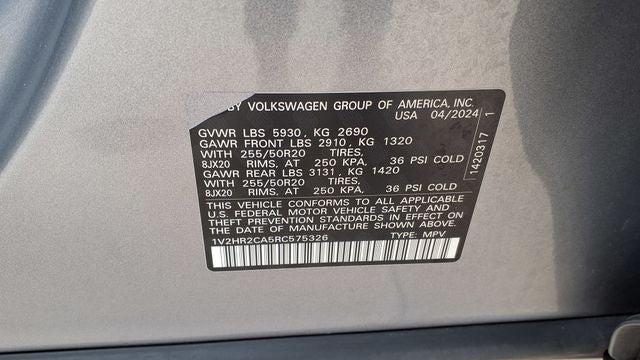 BY VOLKSWAGEN GROUP OF AMERICA, INC.
USA 04/2024
GVWR LBS 5930, KG 2690
GAWR FRONT LBS 2910, KG 1320
WITH 255/50R20 TIRES,
8JX20 RIMS, AT 250 KPA, 36 PSI COLD
GAWR REAR LBS 3131, KG 1420
WITH 255/50R20 TIRES,
8JX20 RIMS, AT 250 KPA, 36 PSI COLD
THIS VEHICLE CONFORMS TO ALL APPLICABLE
U.S. FEDERAL MOTOR VEHICLE SAFETY AND
THEFT PREVENTION STANDARDS IN EFFECT ON
THE DATE OF MANUFACTURE SHOWN ABOVE.
1V2HR2CA5RC575326 TYPE: MPV
1420317 1